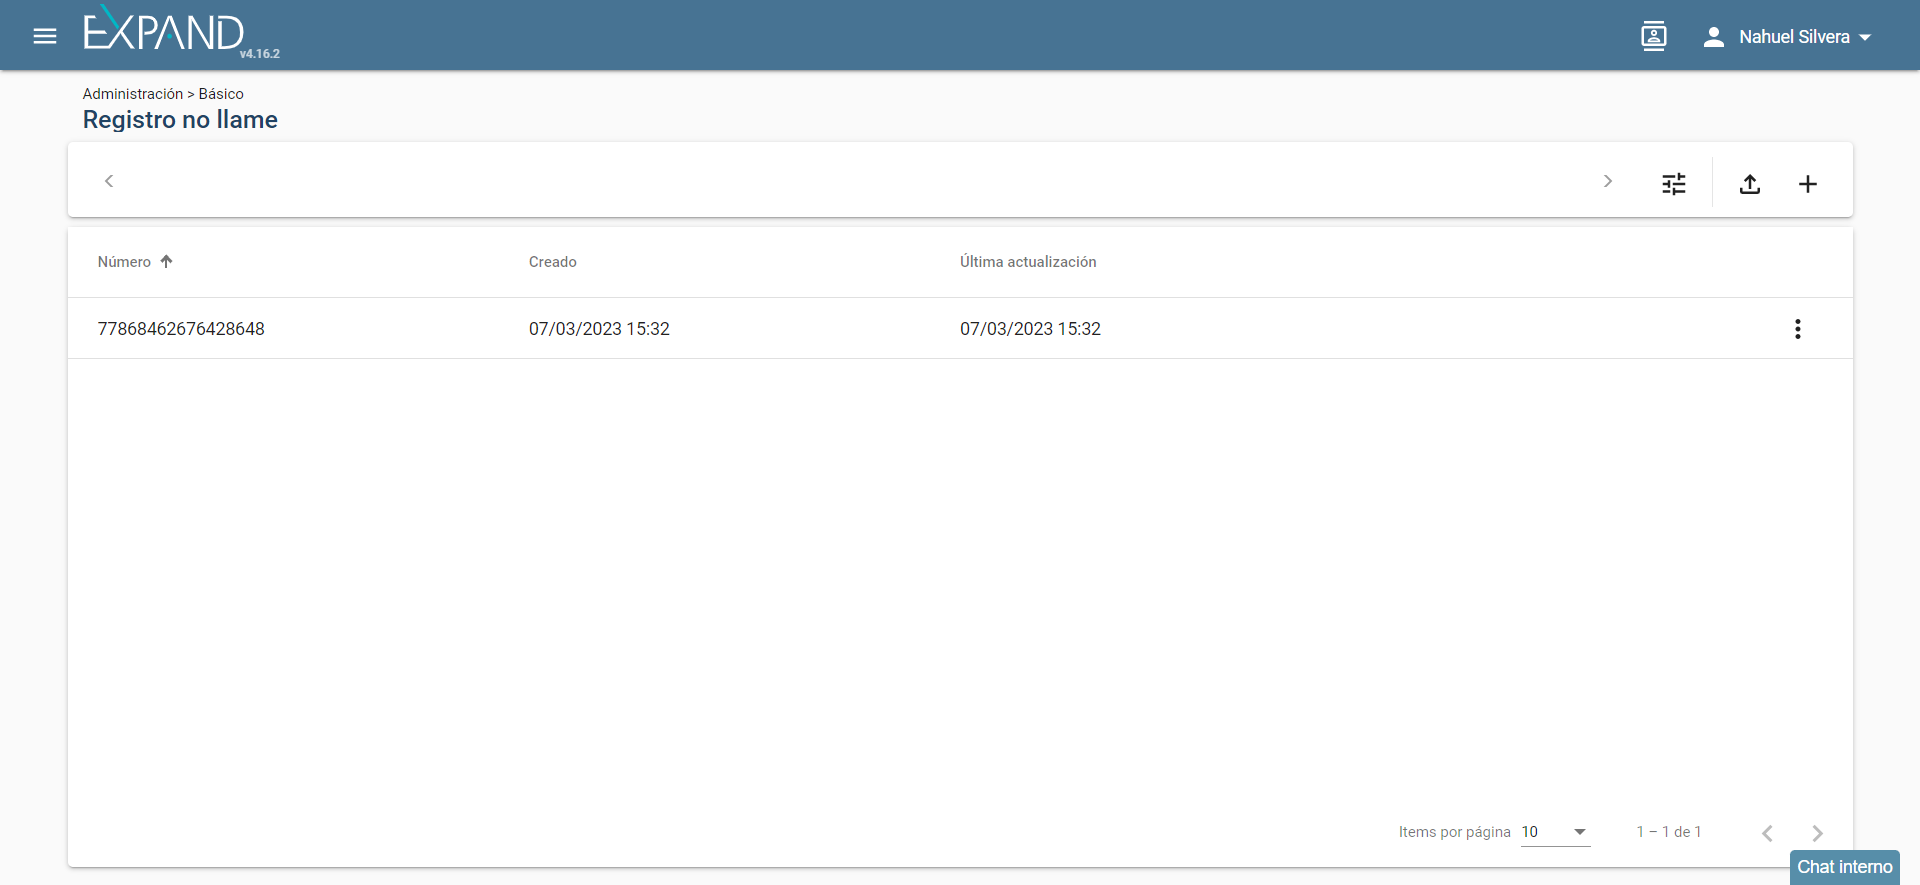 EXPAND
v4.16.2
Nahuel Silvera
Administración > Básico
Registro no llame
Número Creado Última actualización
77868462676428648 07/03/2023 15:32 07/03/2023 15:32
Items por página 10 1 – 1 de 1
Chat interno